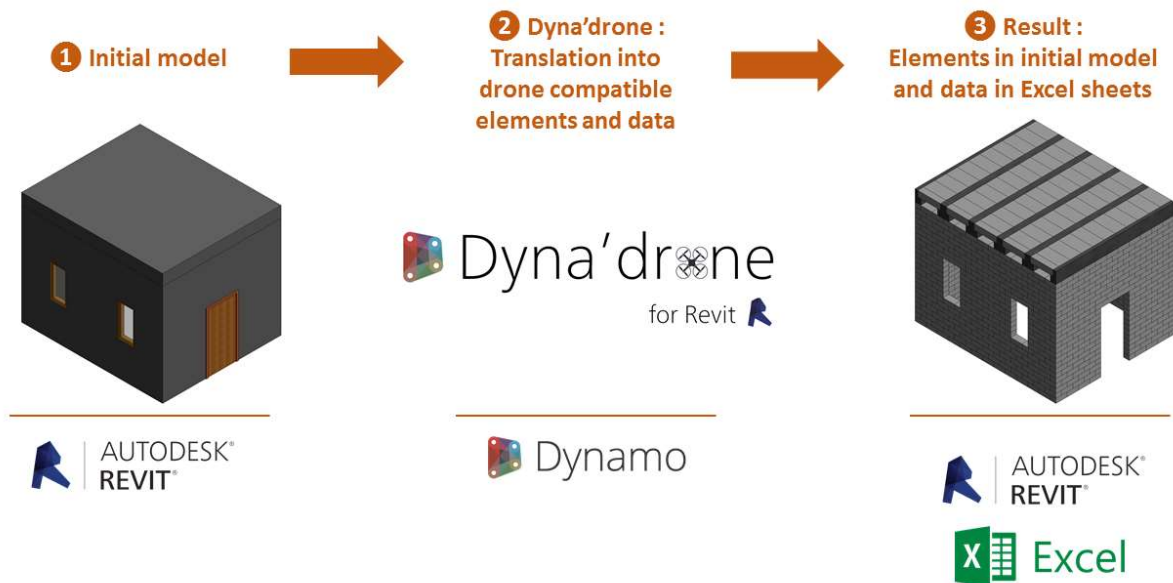 1 Initial model
2 Dyna'drone :
Translation into
drone compatible
elements and data
3 Result :
Elements in initial model
and data in Excel sheets
Dyna'drone
for Revit
AUTODESK®
REVIT®
Dynamo
AUTODESK®
REVIT®
X Excel